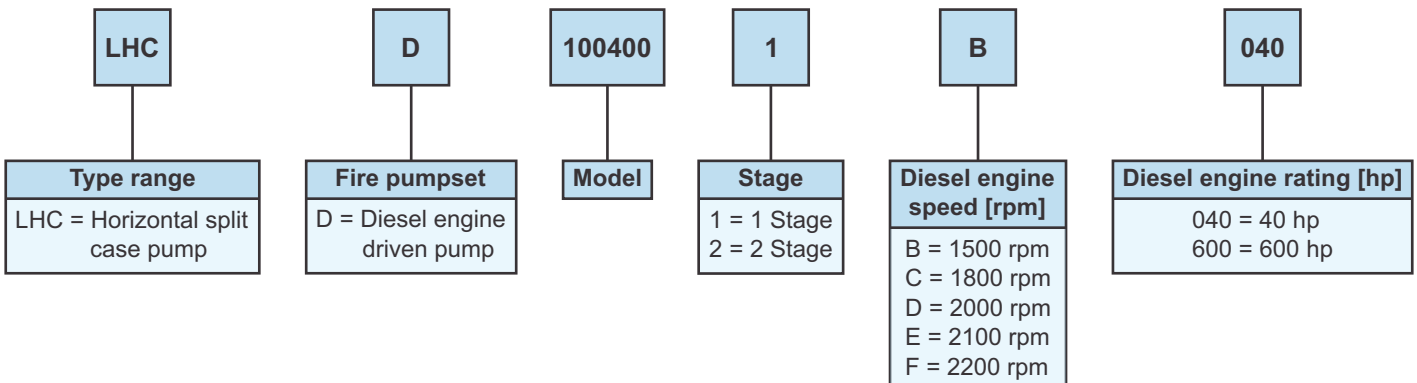 LHC
D
100400
1
B
040
Type range
LHC = Horizontal split
case pump
Fire pumpset
D = Diesel engine
driven pump
Model
Stage
1 = 1 Stage
2 = 2 Stage
Diesel engine
speed [rpm]
B = 1500 rpm
C = 1800 rpm
D = 2000 rpm
E = 2100 rpm
F = 2200 rpm
Diesel engine rating [hp]
040 = 40 hp
600 = 600 hp